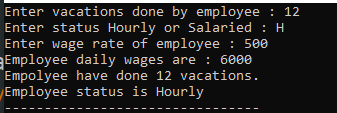 Enter vacations done by employee : 12
Enter status Hourly or Salaried : H
Enter wage rate of employee : 500
Employee daily wages are : 6000
Empolyee have done 12 vacations.
Employee status is Hourly
--------------------------------